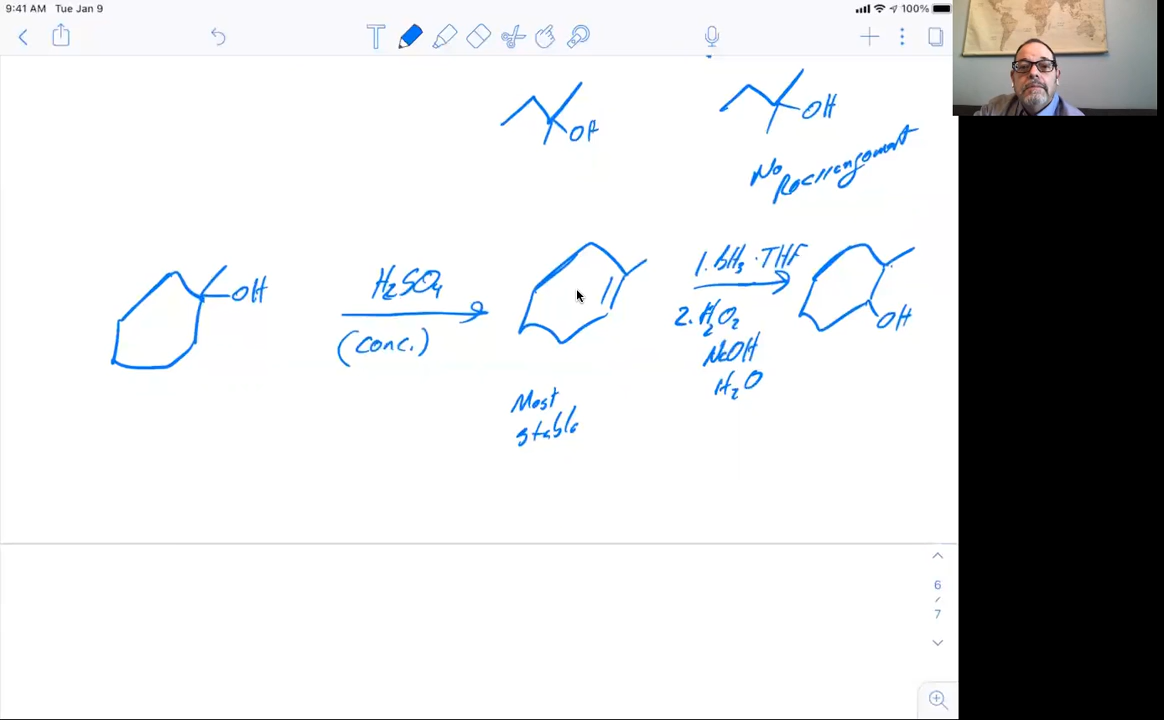 9:41 AM Tue Jan 9
100%
T
OH
OH
No
Rearrangement
OH
H₂SO₄
(conc.)
1. BH₃ · THF
2. H₂O₂
NaOH
H₂O
OH
Most
stable
6
/
7